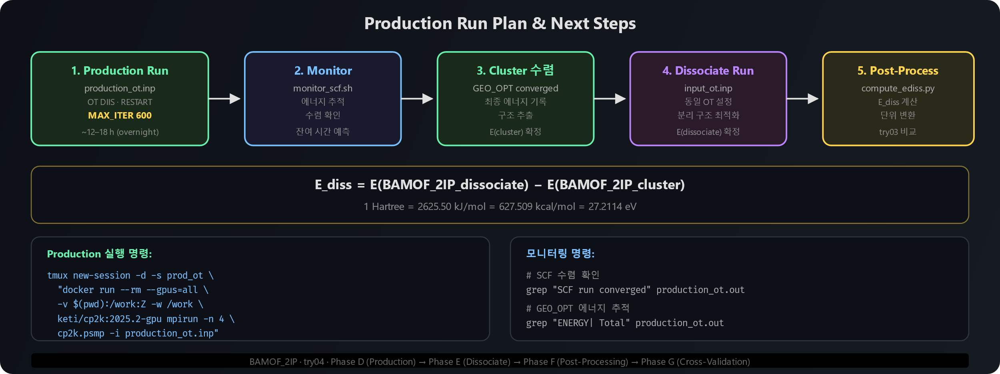 Production Run Plan & Next Steps
1. Production Run
production_ot.inp
OT DIIS · RESTART
MAX_ITER 600
~12–18 h (overnight)
2. Monitor
monitor_scf.sh
에너지 추적
수렴 확인
잔여 시간 예측
3. Cluster 수렴
GEO_OPT converged
최종 에너지 기록
구조 추출
E(cluster) 확정
4. Dissociate Run
input_ot.inp
동일 OT 설정
분리 구조 최적화
E(dissociate) 확정
5. Post-Process
compute_ediss.py
E_diss 계산
단위 변환
try03 비교
E_diss = E(BAMOF_2IP_dissociate) − E(BAMOF_2IP_cluster)
1 Hartree = 2625.50 kJ/mol = 627.509 kcal/mol = 27.2114 eV
Production 실행 명령:
tmux new-session -d -s prod_ot \
"docker run --rm --gpus=all \
-v $(pwd):/work:Z -w /work \
keti/cp2k:2025.2-gpu mpirun -n 4 \
cp2k.psmp -i production_ot.inp"
모니터링 명령:
# SCF 수렴 확인
grep "SCF run converged" production_ot.out
# GEO_OPT 에너지 추적
grep "ENERGY| Total" production_ot.out
BAMOF_2IP · try04 · Phase D (Production) → Phase E (Dissociate) → Phase F (Post-Processing) → Phase G (Cross-Validation)